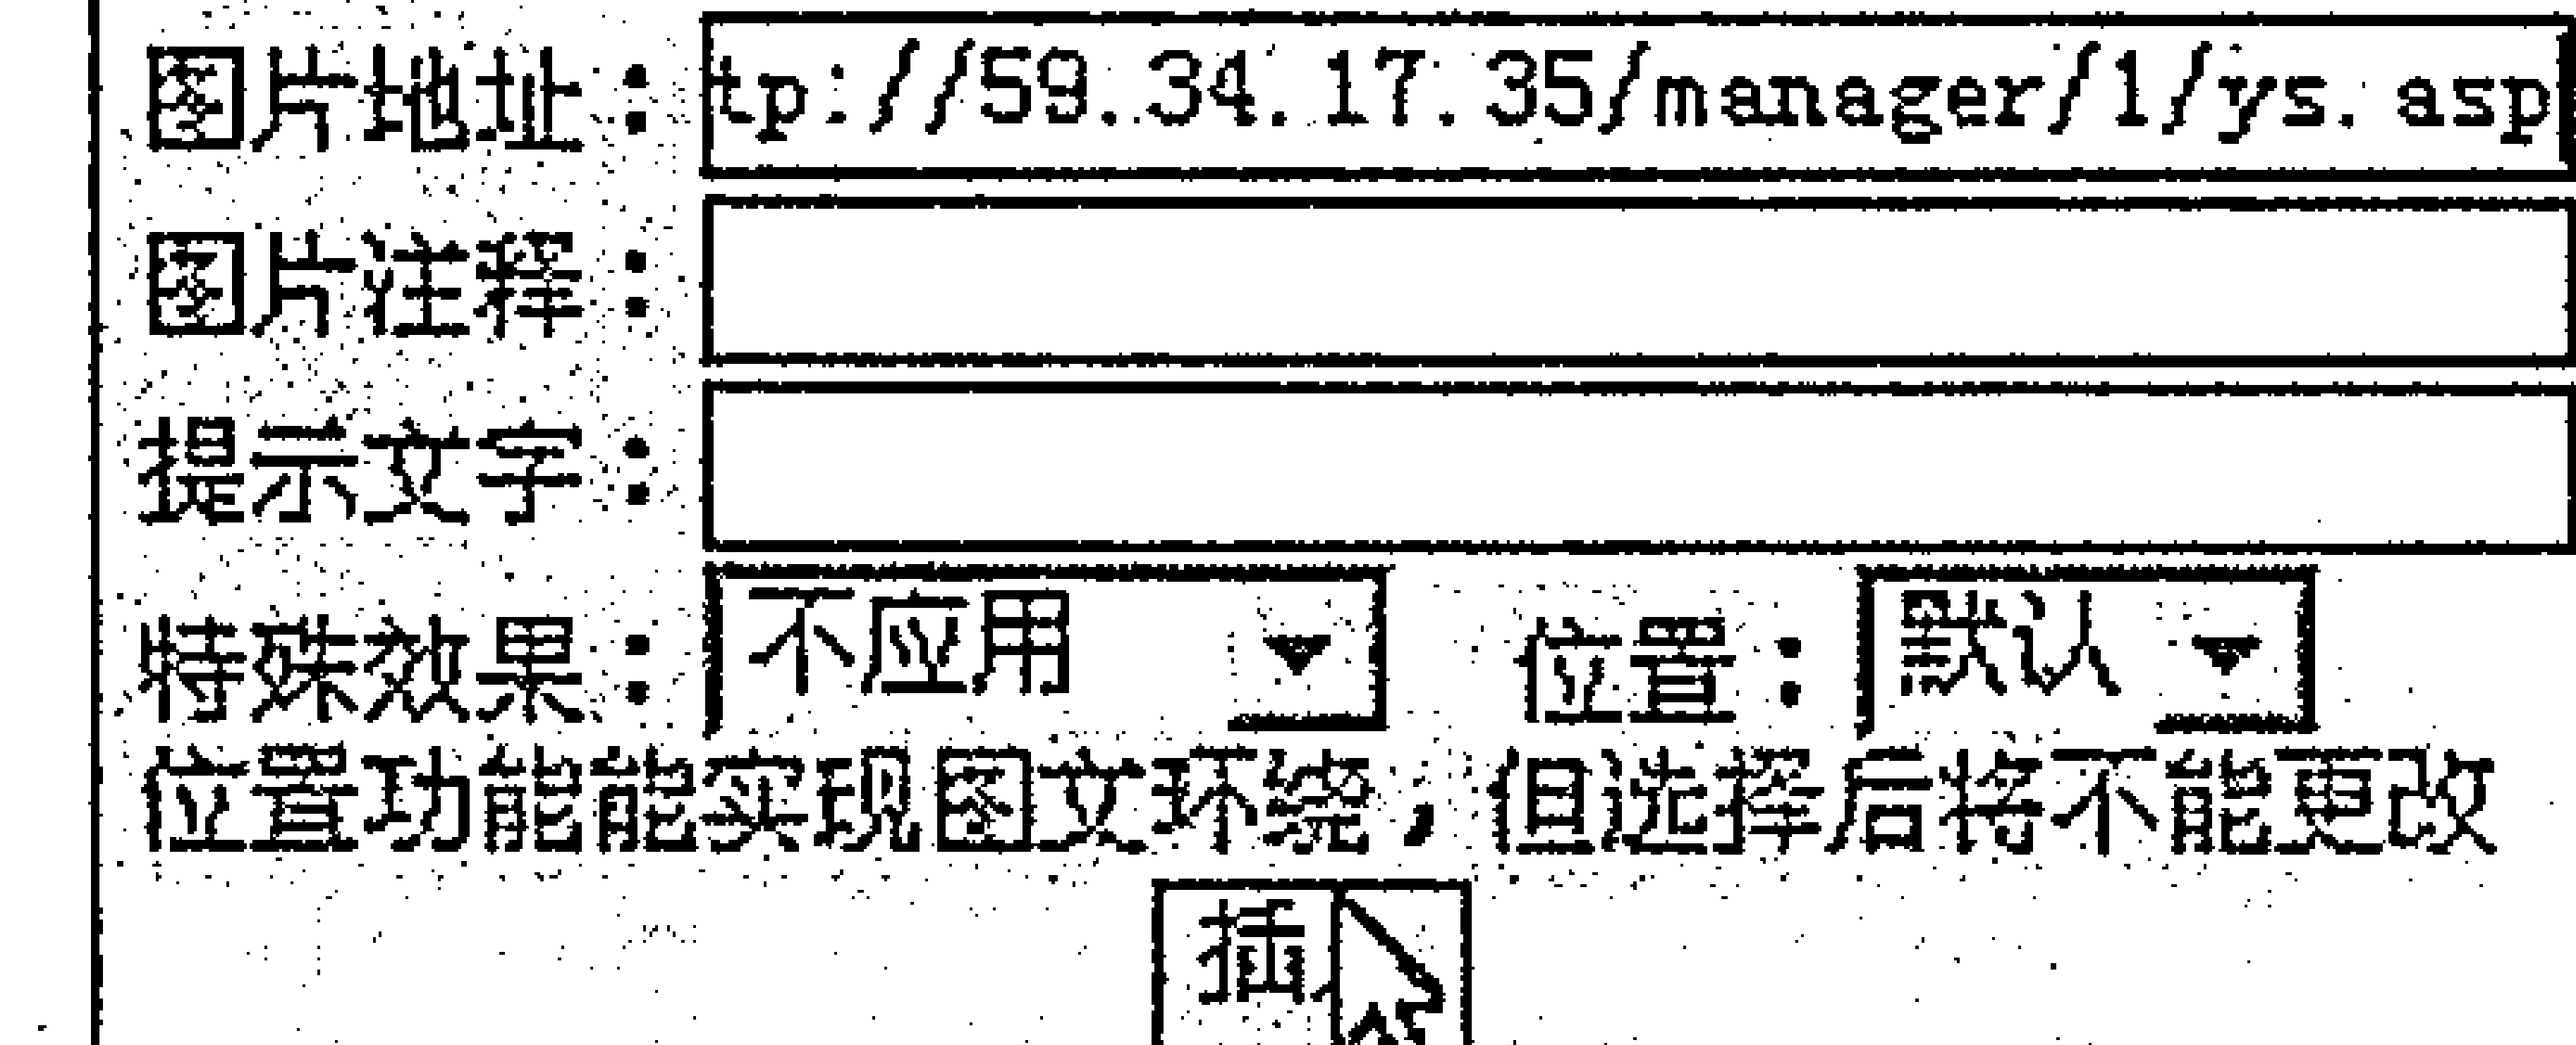 图片地址：tp://59.34.17.35/manager/1/ys.asp
图片注释：
提示文字：
特殊效果：不应用 位置：默认
位置功能能实现图文环绕，但选择后将不能更改
插